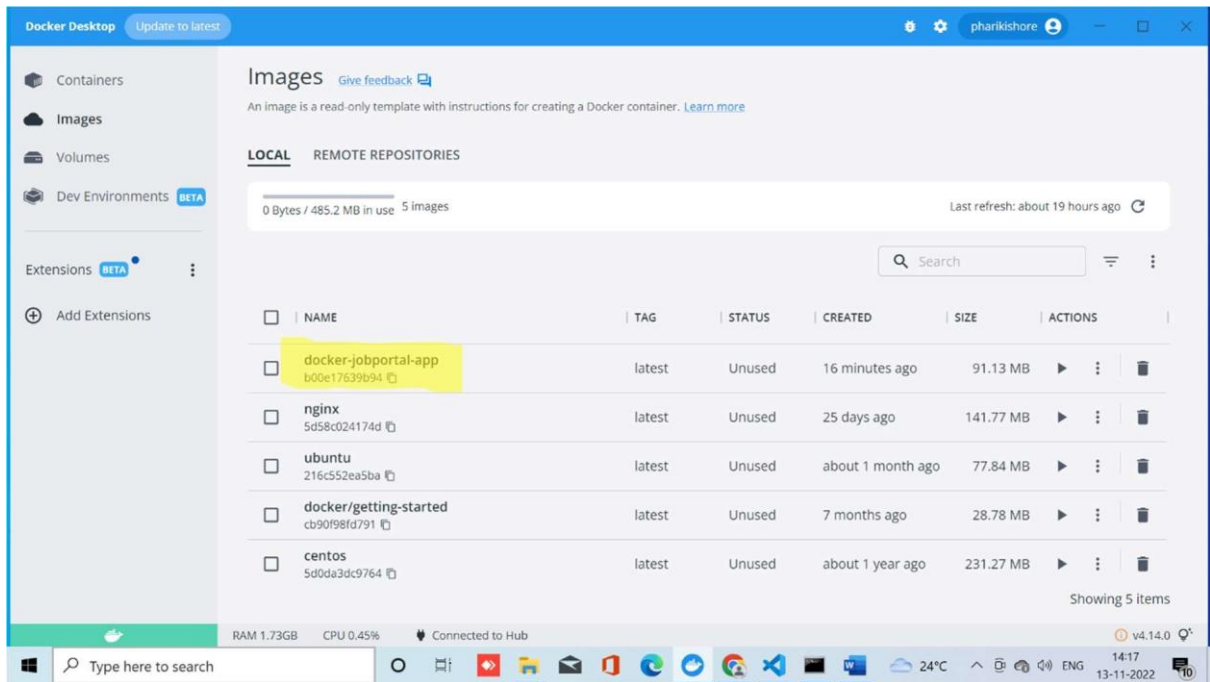 Docker Desktop Update to latest pharikishore
Containers
Images
Volumes
Dev Environments BETA
Extensions BETA
Add Extensions
Images Give feedback
An image is a read-only template with instructions for creating a Docker container. Learn more
LOCAL REMOTE REPOSITORIES
0 Bytes / 485.2 MB in use 5 images Last refresh: about 19 hours ago
Search
NAME TAG STATUS CREATED SIZE ACTIONS
docker-jobportal-app latest Unused 16 minutes ago 91.13 MB
b00e17639b94
nginx latest Unused 25 days ago 141.77 MB
5d58c024174d
ubuntu latest Unused about 1 month ago 77.84 MB
216c552ea5ba
docker/getting-started latest Unused 7 months ago 28.78 MB
cb90f98fd791
centos latest Unused about 1 year ago 231.27 MB
5d0da3dc9764
Showing 5 items
RAM 1.73GB CPU 0.45% Connected to Hub v4.14.0
Type here to search 24°C ENG 14:17
13-11-2022
10